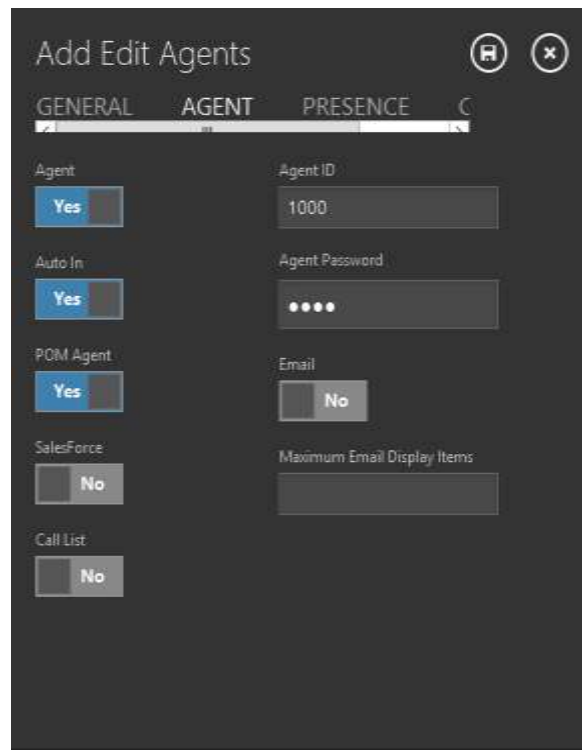 Add Edit Agents
GENERAL AGENT PRESENCE C
Agent
Yes
Agent ID
1000
Auto In
Yes
Agent Password
••••
POM Agent
Yes
Email
No
SalesForce
No
Maximum Email Display Items
Call List
No